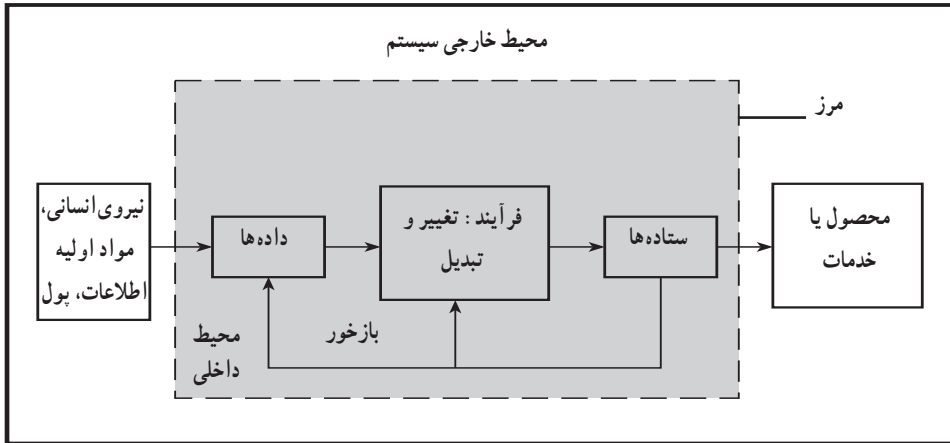 محیط خارجی سیستم
مرز
نیروی انسانی،
مواد اولیه
اطلاعات، پول
داده‌ها
فرآیند : تغییر و
تبدیل
ستاده‌ها
محصول یا
خدمات
بازخور
محیط
داخلی